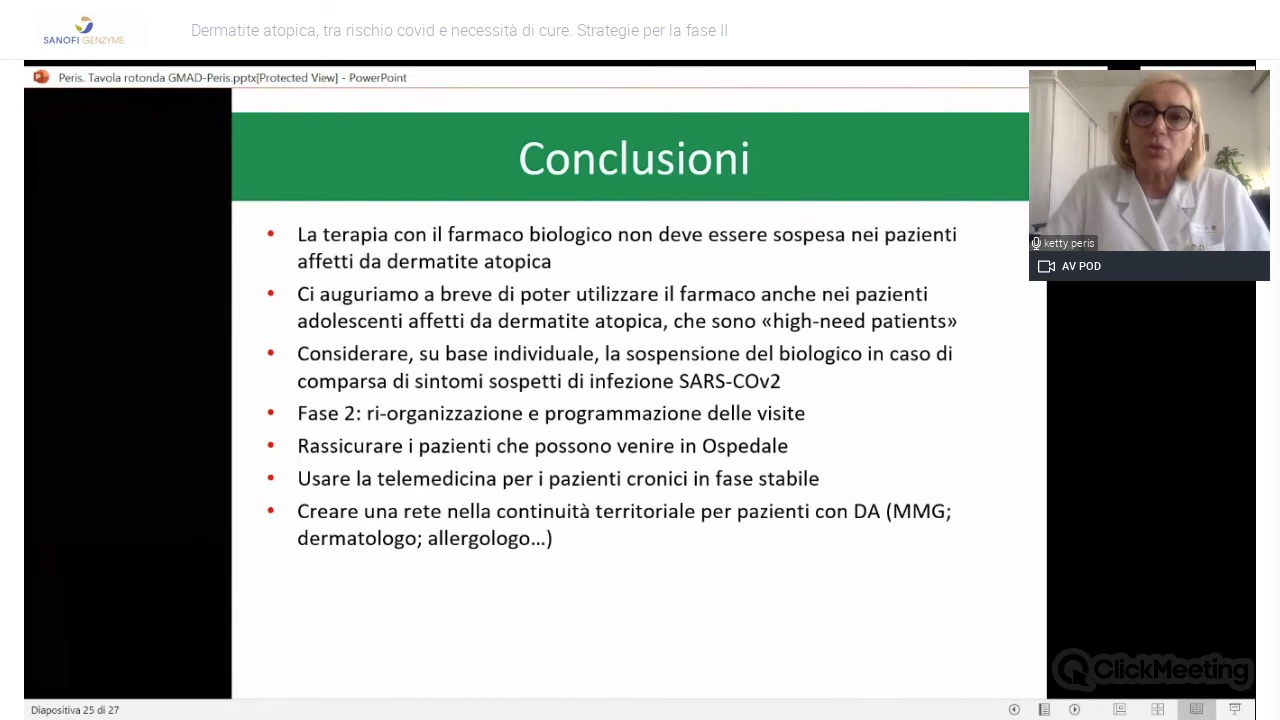 SANOFI GENZYME
Dermatite atopica, tra rischio covid e necessità di cure. Strategie per la fase II
Peris. Tavola rotonda GMAD-Peris.pptx[Protected View] - PowerPoint
Conclusioni
• La terapia con il farmaco biologico non deve essere sospesa nei pazienti
affetti da dermatite atopica
• Ci auguriamo a breve di poter utilizzare il farmaco anche nei pazienti
adolescenti affetti da dermatite atopica, che sono «high-need patients»
• Considerare, su base individuale, la sospensione del biologico in caso di
comparsa di sintomi sospetti di infezione SARS-COv2
• Fase 2: ri-organizzazione e programmazione delle visite
• Rassicurare i pazienti che possono venire in Ospedale
• Usare la telemedicina per i pazienti cronici in fase stabile
• Creare una rete nella continuità territoriale per pazienti con DA (MMG;
dermatologo; allergologo...)
ketty peris
AV POD
ClickMeeting
Diapositiva 25 di 27